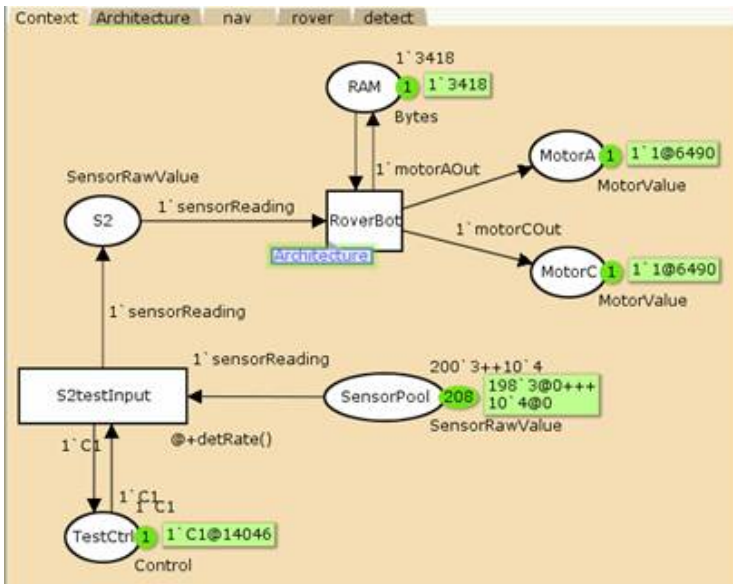 Context Architecture nav rover detect
1`3418
RAM 1 1`3418
Bytes
MotorA 1 1`1@6490
1`motorAOut
MotorValue
SensorRawValue
1`sensorReading
S2
RoverBot
1`motorCOut
Architecture
MotorC 1 1`1@6490
MotorValue
1`sensorReading
1`sensorReading
200`3++10`4
S2testInput
SensorPool 208 198`3@0+++
10`4@0
SensorRawValue
@+detRate()
1`C1
1`C1
1`C1
TestCtrl 1 1`C1@14046
Control